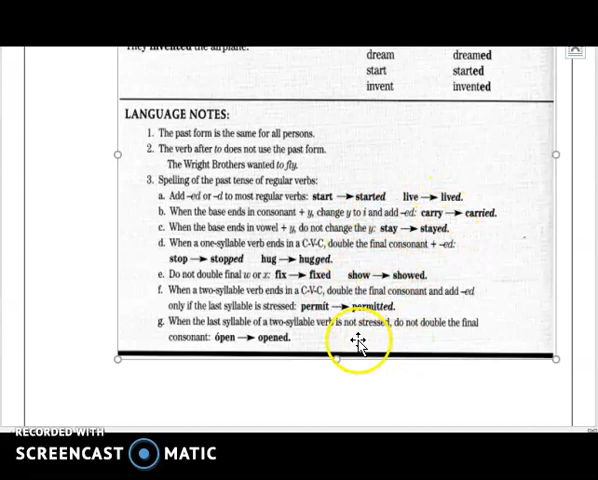 They invented the airplane.
dream dreamed
start started
invent invented
LANGUAGE NOTES:
1. The past form is the same for all persons.
2. The verb after to does not use the past form.
The Wright Brothers wanted to fly.
3. Spelling of the past tense of regular verbs:
a. Add -ed or -d to most regular verbs: start → started live → lived.
b. When the base ends in consonant + y, change y to i and add -ed: carry → carried.
c. When the base ends in vowel + y, do not change the y: stay → stayed.
d. When a one-syllable verb ends in a C-V-C, double the final consonant + -ed:
stop → stopped hug → hugged.
e. Do not double final w or x: fix → fixed show → showed.
f. When a two-syllable verb ends in a C-V-C, double the final consonant and add -ed
only if the last syllable is stressed: permít → permitted.
g. When the last syllable of a two-syllable verb is not stressed, do not double the final
consonant: ópen → opened.
RECORDED WITH
SCREENCAST MATIC